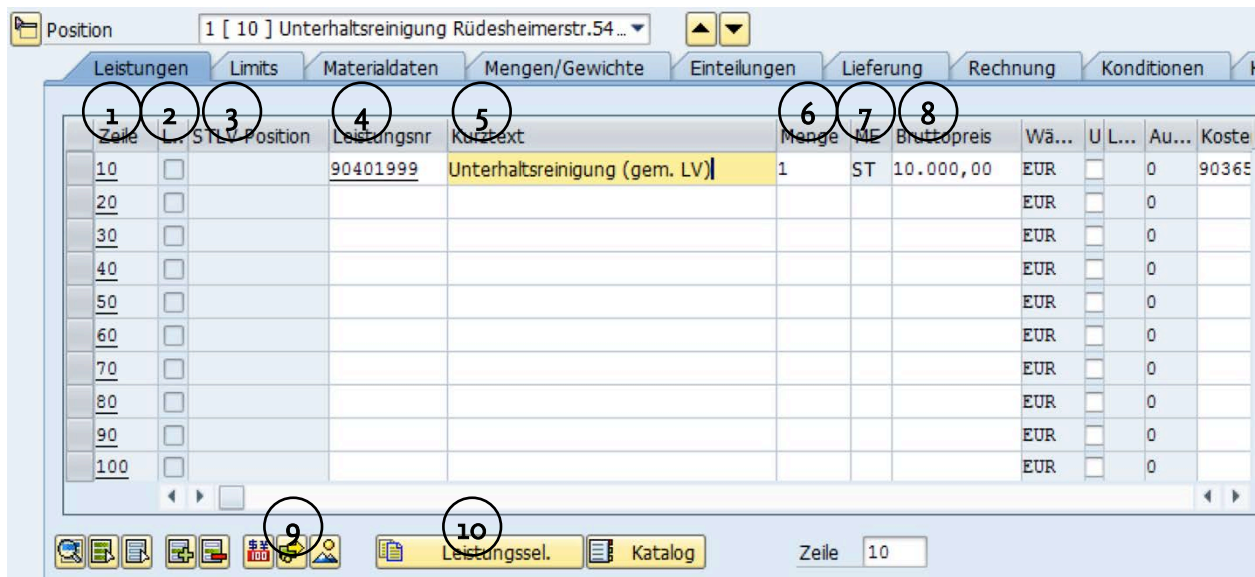 Position 1 [ 10 ] Unterhaltsreinigung Rüdesheimerstr.54...
Leistungen Limits Materialdaten Mengen/Gewichte Einteilungen Lieferung Rechnung Konditionen
1 2 3 4 5 6 7 8
Zeile L.. STLV-Position Leistungsnr Kurztext Menge ME Bruttopreis Wä... U L... Au... Koste
10 90401999 Unterhaltsreinigung (gem. LV) 1 ST 10.000,00 EUR 0 90365
20 EUR 0
30 EUR 0
40 EUR 0
50 EUR 0
60 EUR 0
70 EUR 0
80 EUR 0
90 EUR 0
100 EUR 0
9 10
Leistungssel. Katalog Zeile 10